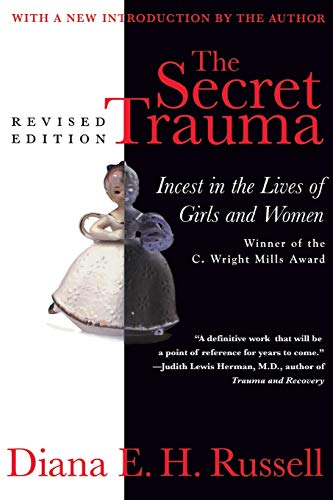 WITH A NEW INTRODUCTION BY THE AUTHOR
The
Secret
Trauma
REVISED
EDITION
Incest in the Lives of
Girls and Women
Winner of the
C. Wright Mills Award
“A definitive work that will be
a point of reference for years to come.”
—Judith Lewis Herman, M.D., author of
Trauma and Recovery
Diana E. H. Russell